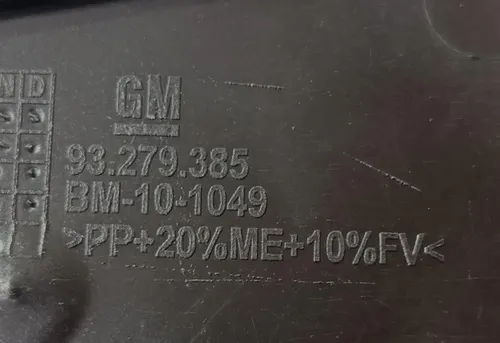 N D
GM
93.279.385
BM-10-1049
>PP+20%ME+10%FV<